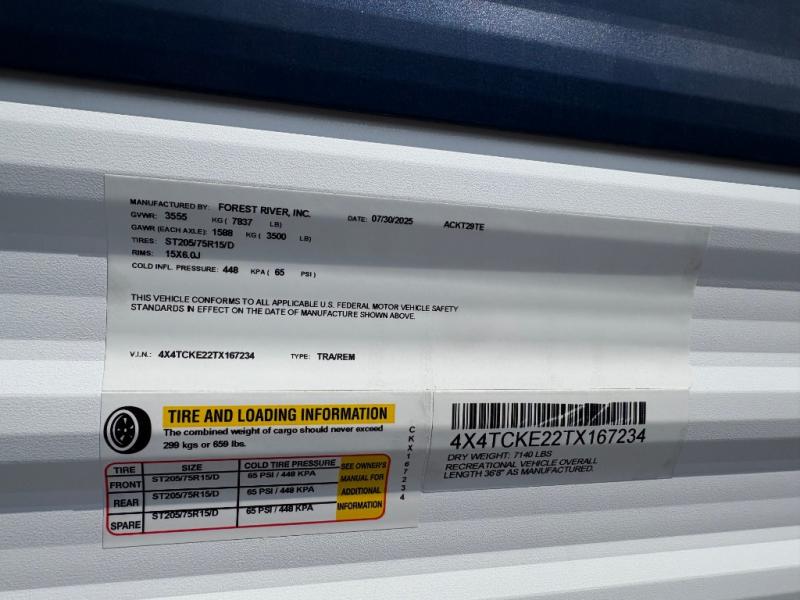 MANUFACTURED BY: FOREST RIVER, INC. DATE: 07/30/2025 ACKT29TE
GVWR: 3555 KG ( 7837 LB)
GAWR (EACH AXLE): 1588 KG ( 3500 LB)
TIRES: ST205/75R15/D
RIMS: 15X6.0J
COLD INFL. PRESSURE: 448 KPA ( 65 PSI )
THIS VEHICLE CONFORMS TO ALL APPLICABLE U.S. FEDERAL MOTOR VEHICLE SAFETY
STANDARDS IN EFFECT ON THE DATE OF MANUFACTURE SHOWN ABOVE.
V.I.N.: 4X4TCKE22TX167234 TYPE: TRA/REM
TIRE AND LOADING INFORMATION
The combined weight of cargo should never exceed
299 kgs or 659 lbs.
TIRE SIZE COLD TIRE PRESSURE
FRONT ST205/75R15/D 65 PSI / 448 KPA
REAR ST205/75R15/D 65 PSI / 448 KPA
SPARE ST205/75R15/D 65 PSI / 448 KPA
SEE OWNER'S
MANUAL FOR
ADDITIONAL
INFORMATION
CKX167234
4X4TCKE22TX167234
DRY WEIGHT: 7140 LBS
RECREATIONAL VEHICLE OVERALL
LENGTH 36'8" AS MANUFACTURED.